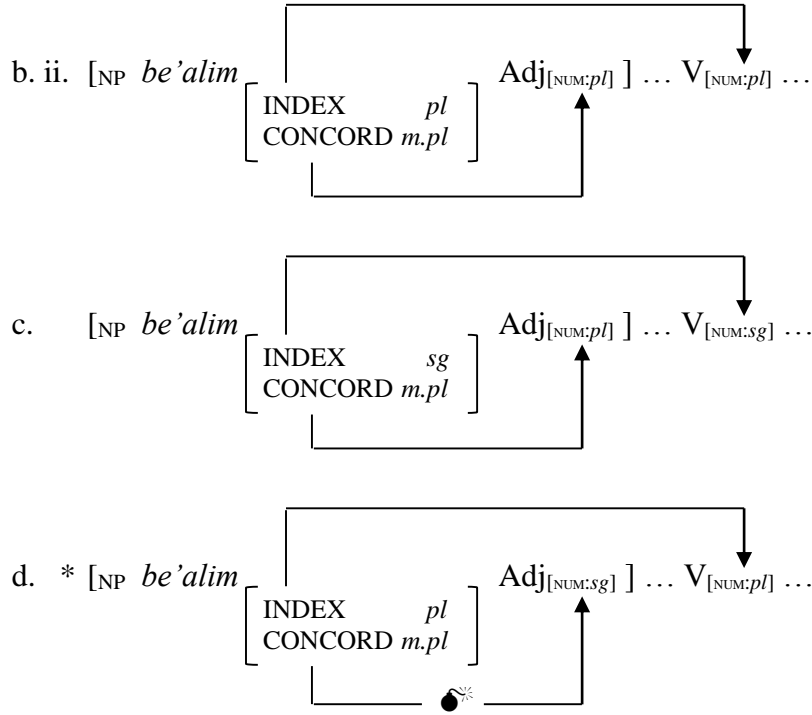 b. ii. [NP be’alim Adj[NUM:pl] ] … V[NUM:pl] …
INDEX pl
CONCORD m.pl
c. [NP be’alim Adj[NUM:pl] ] … V[NUM:sg] …
INDEX sg
CONCORD m.pl
d. * [NP be’alim Adj[NUM:sg] ] … V[NUM:pl] …
INDEX pl
CONCORD m.pl